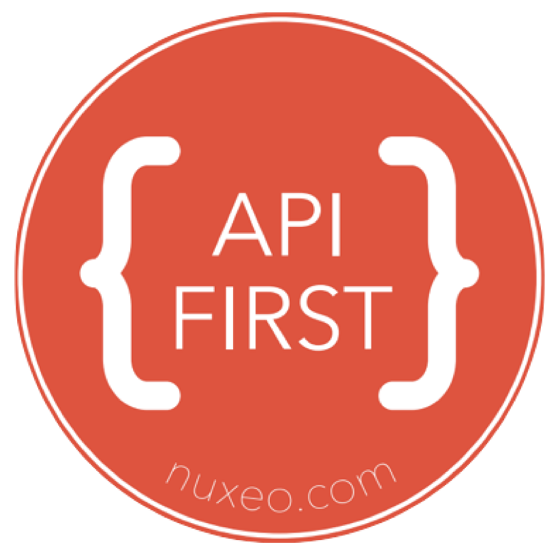 { API
FIRST }
nuxeo.com